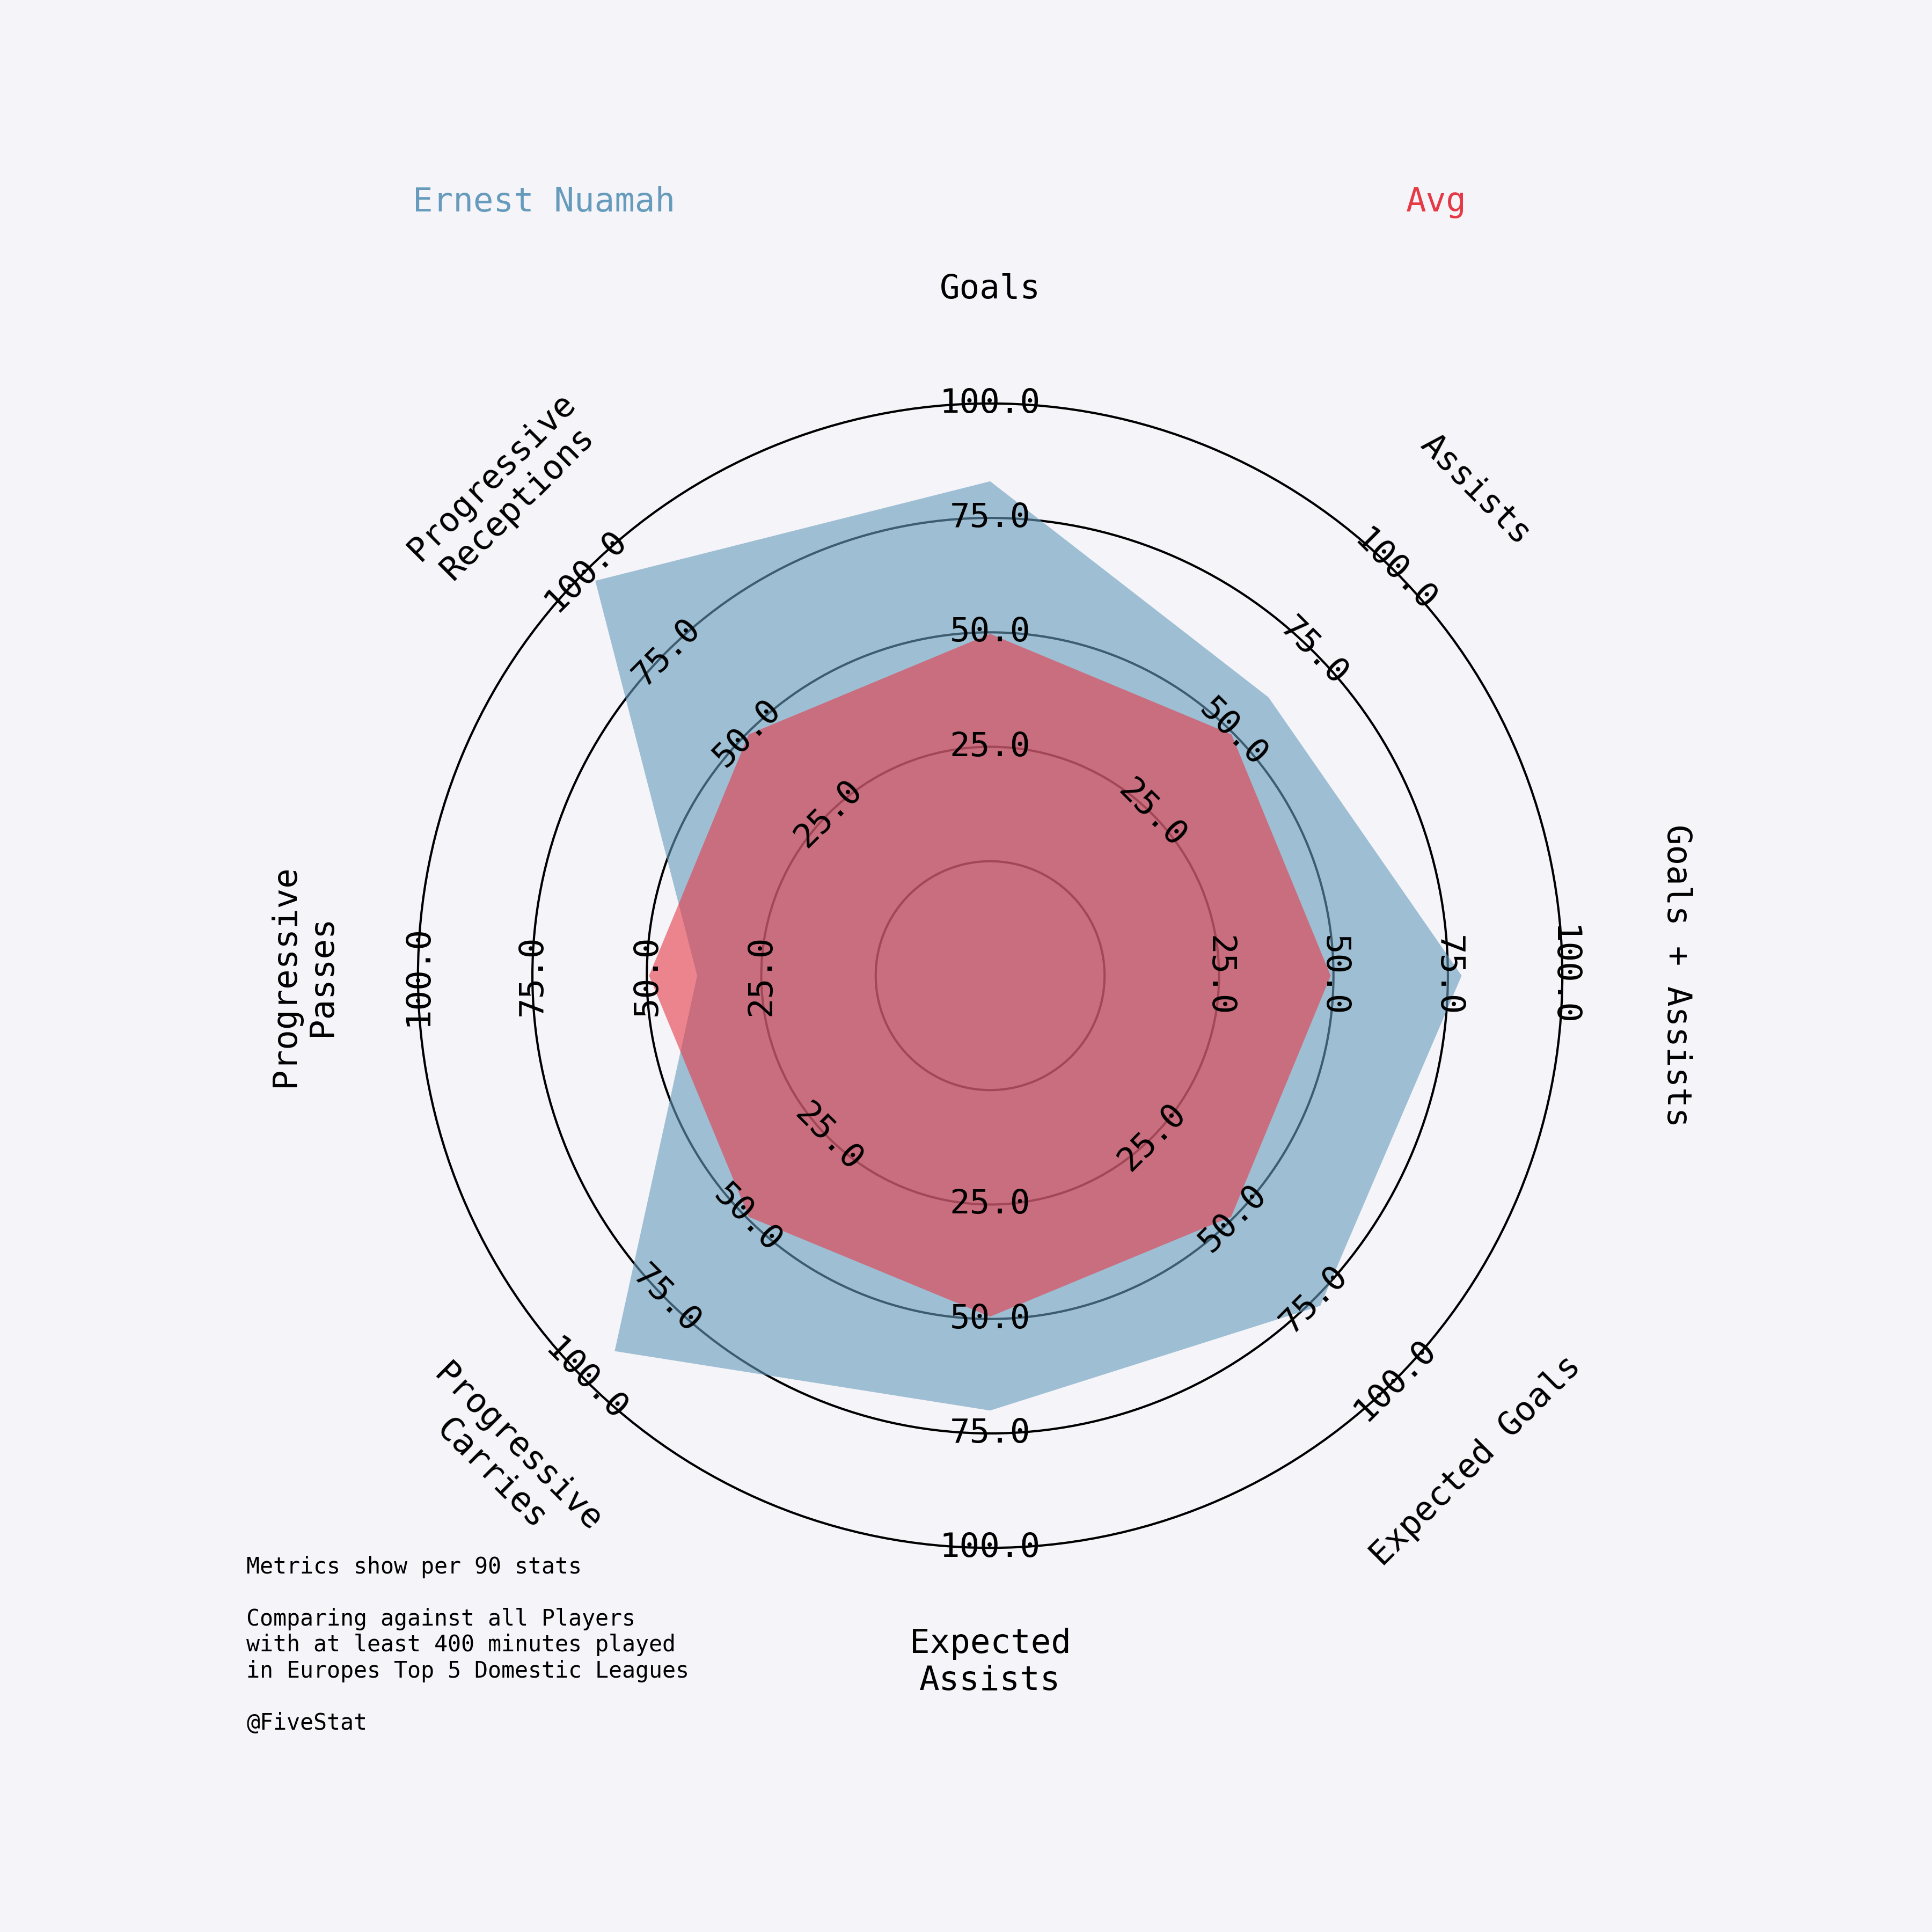 Ernest Nuamah
Avg
Goals
Assists
Goals + Assists
Expected Goals
Expected
Assists
Progressive
Carries
Progressive
Passes
Progressive
Receptions
25.0
50.0
75.0
100.0
25.0
50.0
75.0
100.0
25.0
50.0
75.0
100.0
25.0
50.0
75.0
100.0
25.0
50.0
75.0
100.0
25.0
50.0
75.0
100.0
25.0
50.0
75.0
100.0
25.0
50.0
75.0
100.0
Metrics show per 90 stats
Comparing against all Players
with at least 400 minutes played
in Europes Top 5 Domestic Leagues
@FiveStat